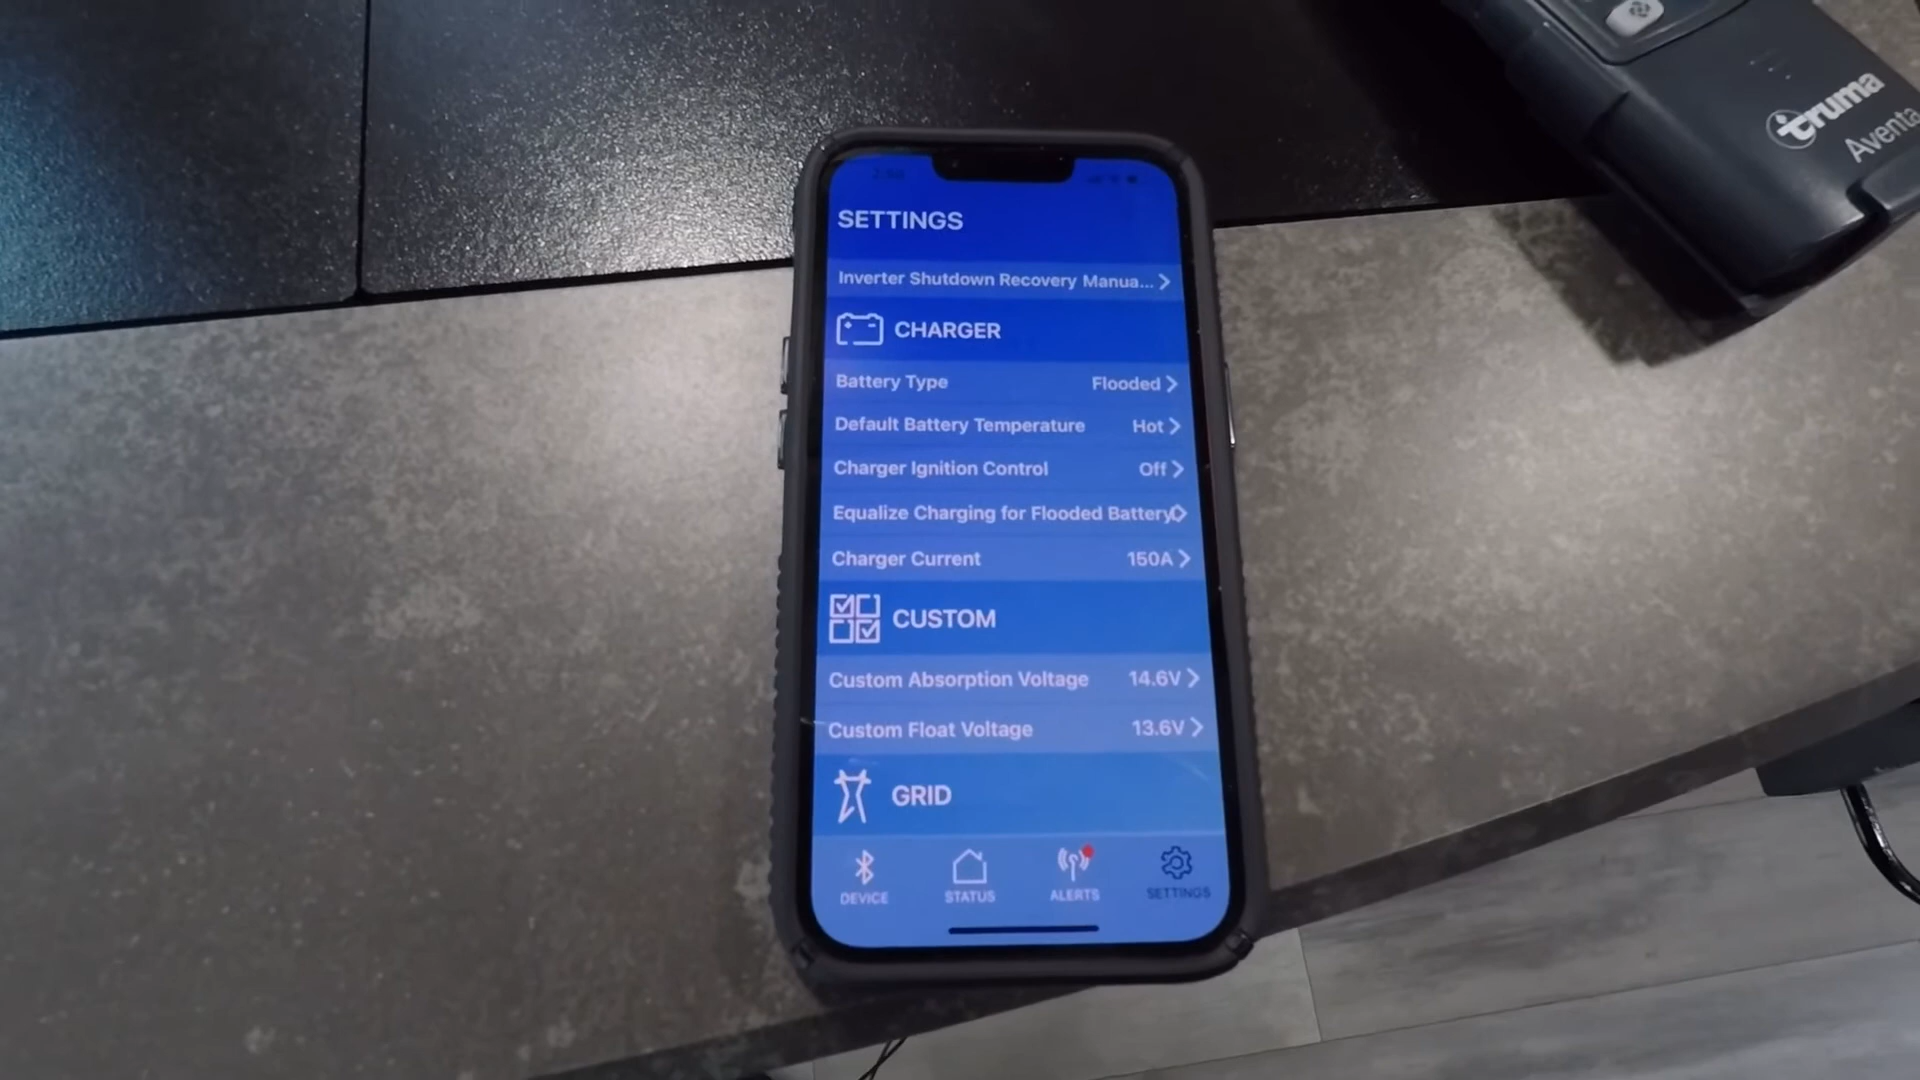 SETTINGS
Inverter Shutdown Recovery Manua...
CHARGER
Battery Type Flooded
Default Battery Temperature Hot
Charger Ignition Control Off
Equalize Charging for Flooded Battery
Charger Current 150A
CUSTOM
Custom Absorption Voltage 14.6V
Custom Float Voltage 13.6V
GRID
DEVICE STATUS ALERTS SETTINGS
truma
Aventa